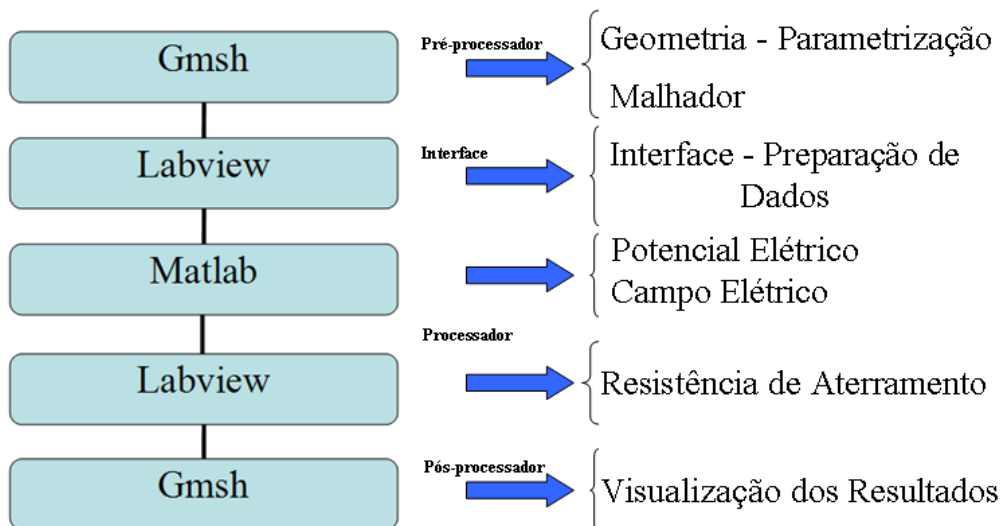 Gmsh
Pré-processador
Geometria - Parametrização
Malhador
Labview
Interface
Interface - Preparação de
Dados
Matlab
Potencial Elétrico
Campo Elétrico
Labview
Processador
Resistência de Aterramento
Gmsh
Pós-processador
Visualização dos Resultados